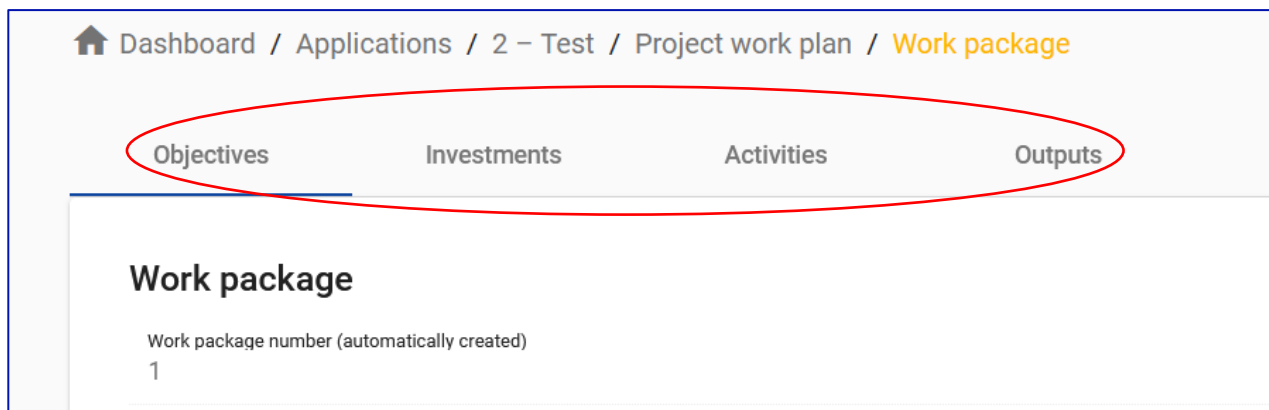 Dashboard / Applications / 2 – Test / Project work plan / Work package
Objectives Investments Activities Outputs
Work package
Work package number (automatically created)
1